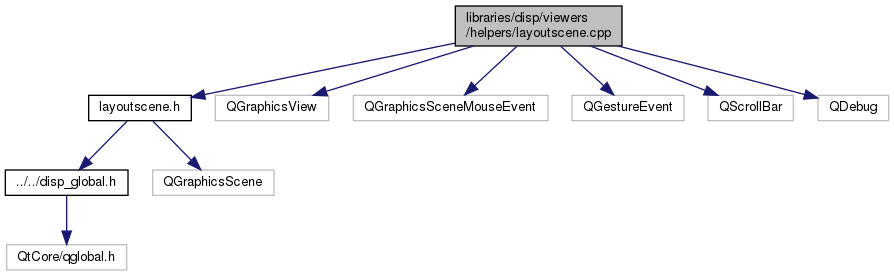 libraries/disp/viewers
/helpers/layoutscene.cpp
layoutscene.h
QGraphicsView
QGraphicsSceneMouseEvent
QGestureEvent
QScrollBar
QDebug
../../disp_global.h
QGraphicsScene
QtCore/qglobal.h